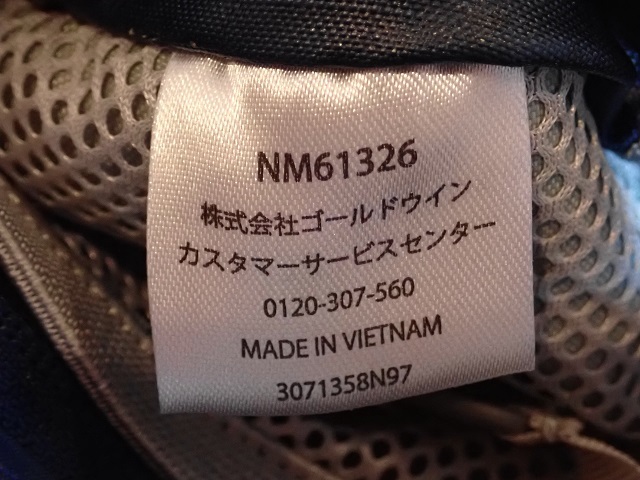 NM61326
株式会社ゴールドウイン
カスタマーサービスセンター
0120-307-560
MADE IN VIETNAM
3071358N97